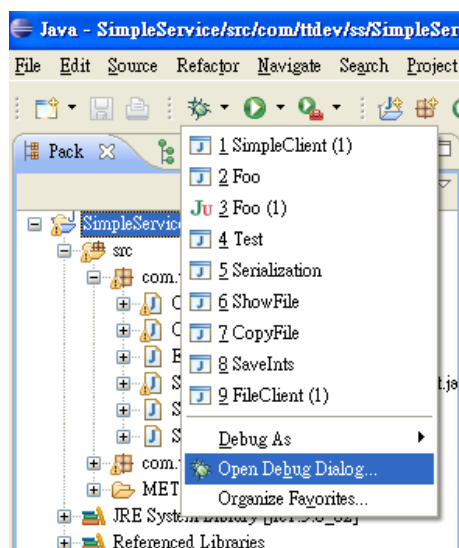 Java - SimpleService/src/com/ttdev/ss/SimpleSer
File Edit Source Refactor Navigate Search Project
Pack
1 SimpleClient (1)
2 Foo
Ju 3 Foo (1)
4 Test
5 Serialization
6 ShowFile
7 CopyFile
8 SaveInts
9 FileClient (1)
Debug As
Open Debug Dialog...
Organize Favorites...
SimpleService
src
com.
C
C
E
S
t.ja
S
S
com.
MET
JRE System Library
Referenced Libraries